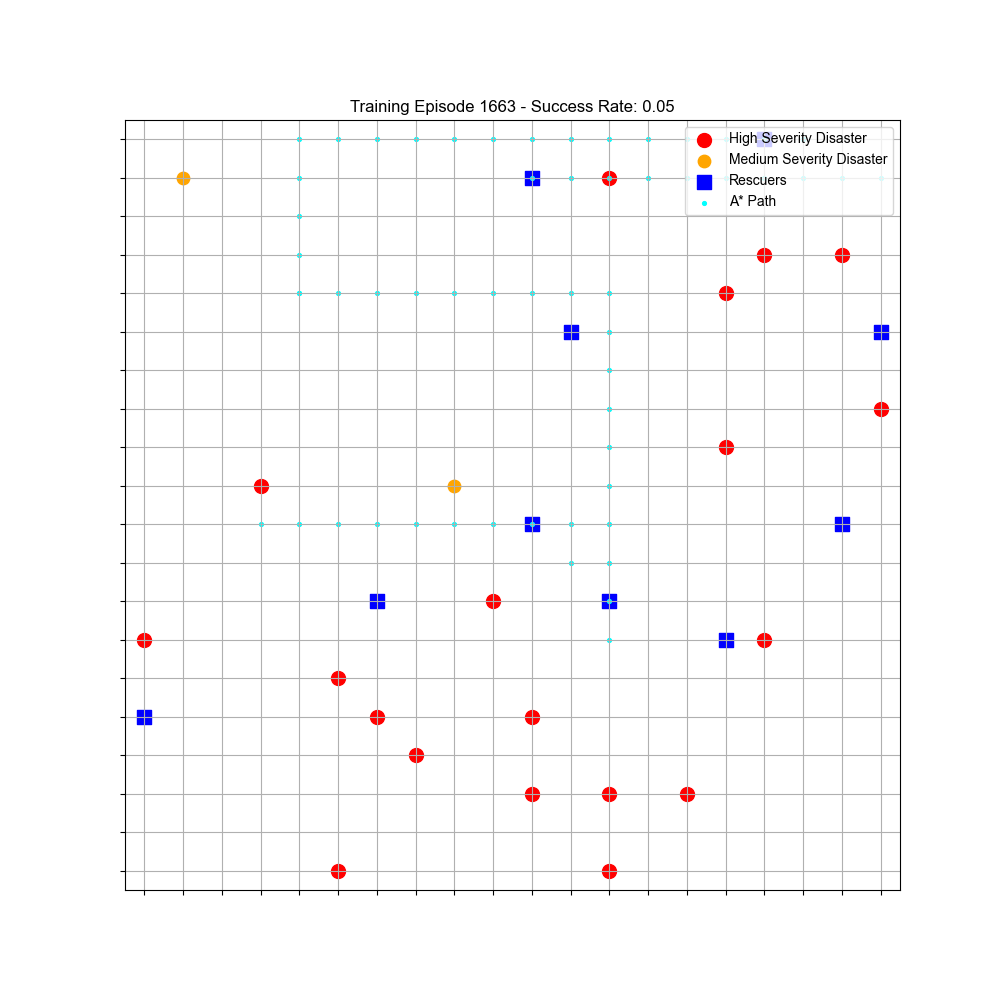 Training Episode 1663 - Success Rate: 0.05
High Severity Disaster
Medium Severity Disaster
Rescuers
A* Path